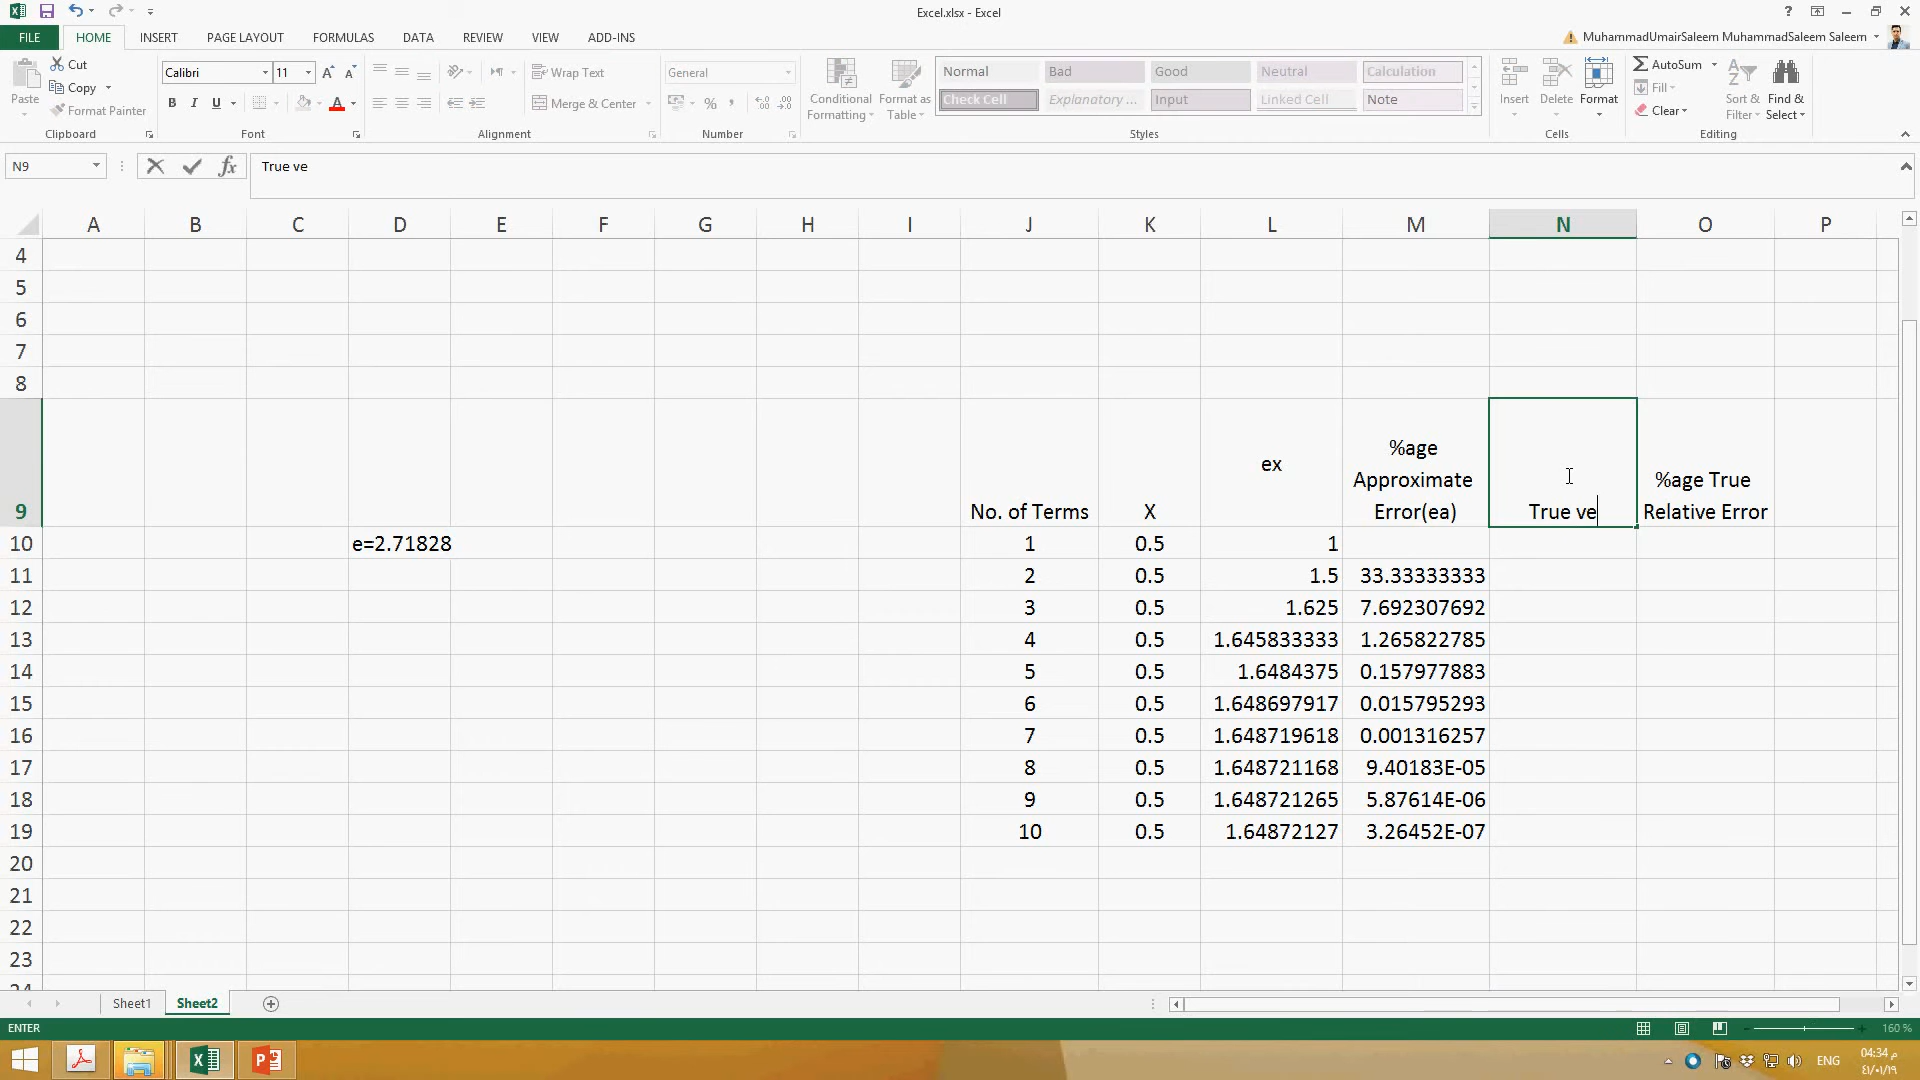 Excel.xlsx - Excel
?
FILE
HOME
INSERT
PAGE LAYOUT
FORMULAS
DATA
REVIEW
VIEW
ADD-INS
MuhammadUmairSaleem MuhammadSaleem Saleem
Paste
Cut
Copy
Format Painter
Clipboard
Calibri
11
B I U
Font
Wrap Text
Merge & Center
Alignment
General
%
Number
Conditional Formatting
Format as Table
Normal
Bad
Good
Neutral
Calculation
Check Cell
Explanatory ...
Input
Linked Cell
Note
Styles
Insert
Delete
Format
Cells
AutoSum
Fill
Clear
Sort & Filter
Find & Select
Editing
N9
fx
True ve
A B C D E F G H I J K L M N O P
4
5
6
7
8
9 No. of Terms X ex %age Approximate Error(ea) True ve %age True Relative Error
10 e=2.71828 1 0.5 1
11 2 0.5 1.5 33.33333333
12 3 0.5 1.625 7.692307692
13 4 0.5 1.645833333 1.265822785
14 5 0.5 1.6484375 0.157977883
15 6 0.5 1.648697917 0.015795293
16 7 0.5 1.648719618 0.001316257
17 8 0.5 1.648721168 9.40183E-05
18 9 0.5 1.648721265 5.87614E-06
19 10 0.5 1.64872127 3.26452E-07
20
21
22
23
24
Sheet1
Sheet2
ENTER
160 %
ENG
04:34 م
٤١/٠١/١٩